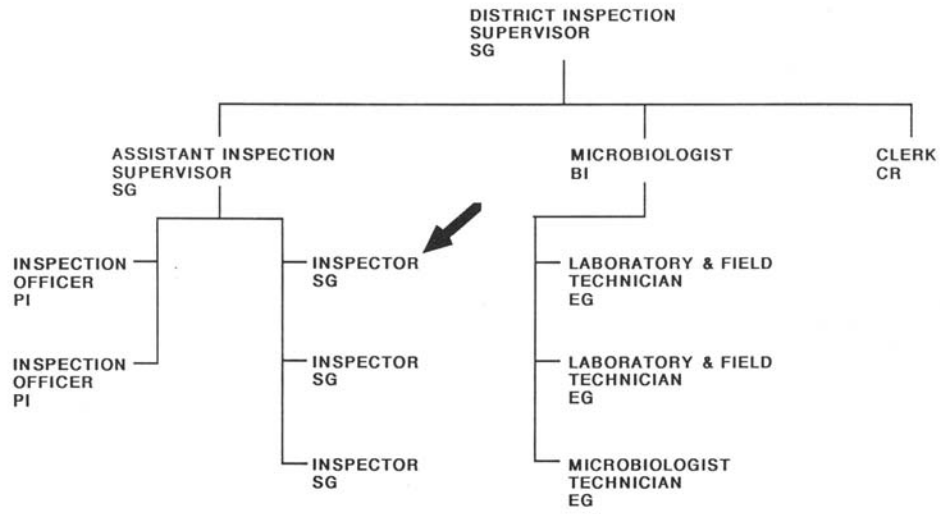 DISTRICT INSPECTION
SUPERVISOR
SG
ASSISTANT INSPECTION
SUPERVISOR
SG
MICROBIOLOGIST
BI
CLERK
CR
INSPECTION
OFFICER
PI
INSPECTION
OFFICER
PI
INSPECTOR
SG
INSPECTOR
SG
INSPECTOR
SG
LABORATORY & FIELD
TECHNICIAN
EG
LABORATORY & FIELD
TECHNICIAN
EG
MICROBIOLOGIST
TECHNICIAN
EG